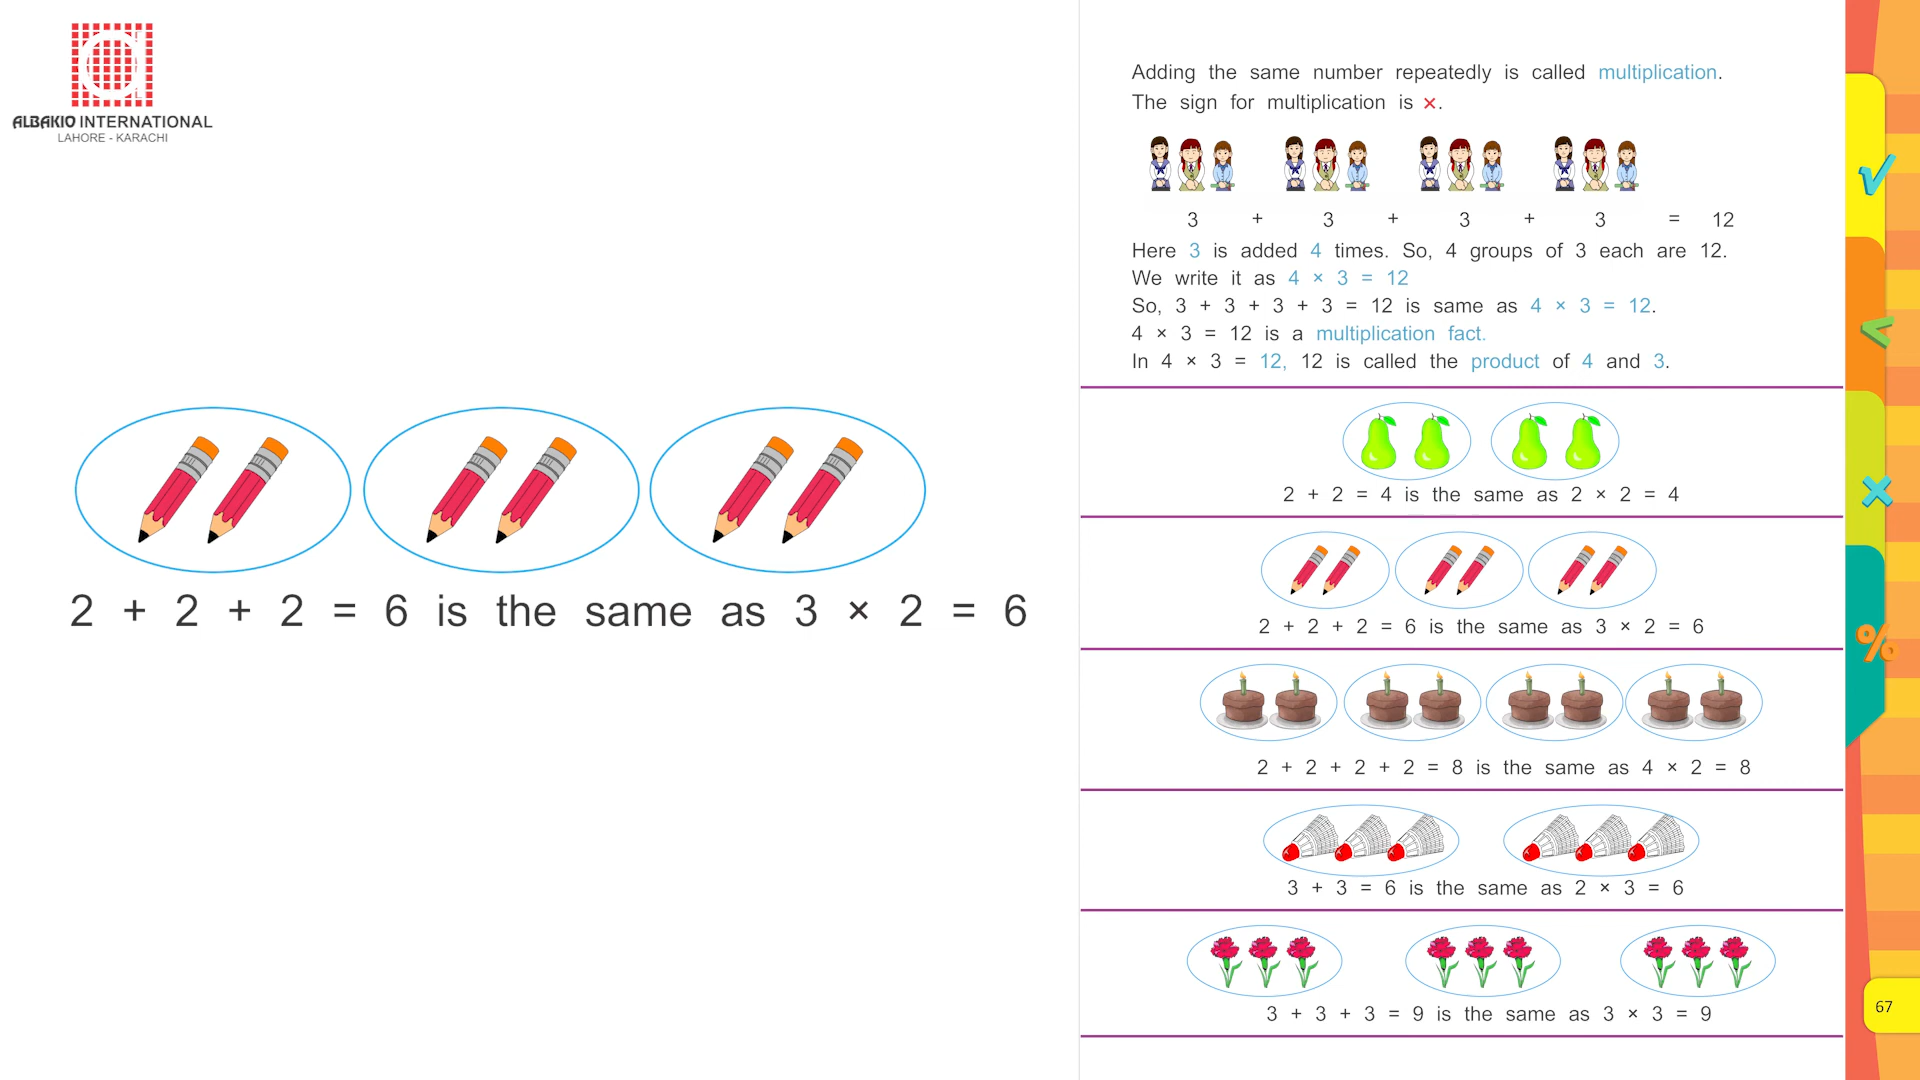 ALBAKIO INTERNATIONAL
LAHORE - KARACHI
2 + 2 + 2 = 6 is the same as 3 × 2 = 6
Adding the same number repeatedly is called multiplication.
The sign for multiplication is ×.
3 + 3 + 3 + 3 = 12
Here 3 is added 4 times. So, 4 groups of 3 each are 12.
We write it as 4 × 3 = 12
So, 3 + 3 + 3 + 3 = 12 is same as 4 × 3 = 12.
4 × 3 = 12 is a multiplication fact.
In 4 × 3 = 12, 12 is called the product of 4 and 3.
2 + 2 = 4 is the same as 2 × 2 = 4
2 + 2 + 2 = 6 is the same as 3 × 2 = 6
2 + 2 + 2 + 2 = 8 is the same as 4 × 2 = 8
3 + 3 = 6 is the same as 2 × 3 = 6
3 + 3 + 3 = 9 is the same as 3 × 3 = 9
√
<
×
%
67